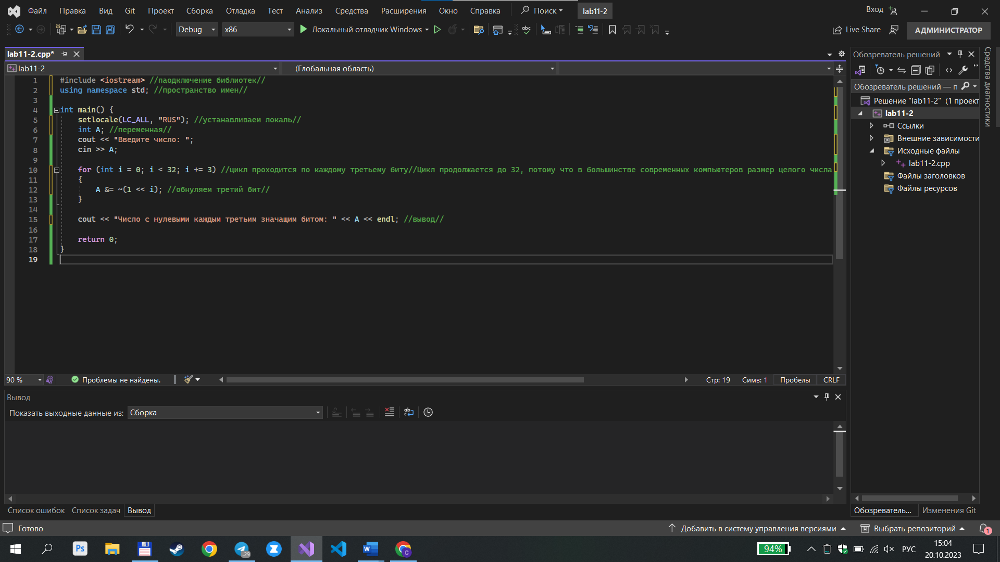 Файл Правка Вид Git Проект Сборка Отладка Тест Анализ Средства Расширения Окно Справка Поиск lab11-2 Вход
Debug x86 Локальный отладчик Windows Live Share АДМИНИСТРАТОР
lab11-2.cpp*
lab11-2 (Глобальная область)
1 #include <iostream> //паодключение библиотек//
2 using namespace std; //пространство имен//
3
4 int main() {
5 setlocale(LC_ALL, "RUS"); //устанавливаем локаль//
6 int A; //переменная//
7 cout << "Введите число: ";
8 cin >> A;
9
10 for (int i = 0; i < 32; i += 3) //цикл проходится по каждому третьему биту//Цикл продолжается до 32, потому что в большинстве современных компьютеров размер целого числа
11 {
12 A &= ~(1 << i); //обнуляем третий бит//
13 }
14
15 cout << "Число с нулевыми каждым третьим значащим битом: " << A << endl; //вывод//
16
17 return 0;
18 }
19
90 % Проблемы не найдены. Стр: 19 Симв: 1 Пробелы CRLF
Вывод
Показать выходные данные из: Сборка
Список ошибок Список задач Вывод
Обозреватель решений
Обозреватель решений — п
Решение "lab11-2" (1 проект
lab11-2
Ссылки
Внешние зависимости
Исходные файлы
lab11-2.cpp
Файлы заголовков
Файлы ресурсов
Обозреватель... Изменения Git
Средства диагностики
Готово Добавить в систему управления версиями Выбрать репозиторий 1
Ps ..29 94% РУС 15:04
20.10.2023